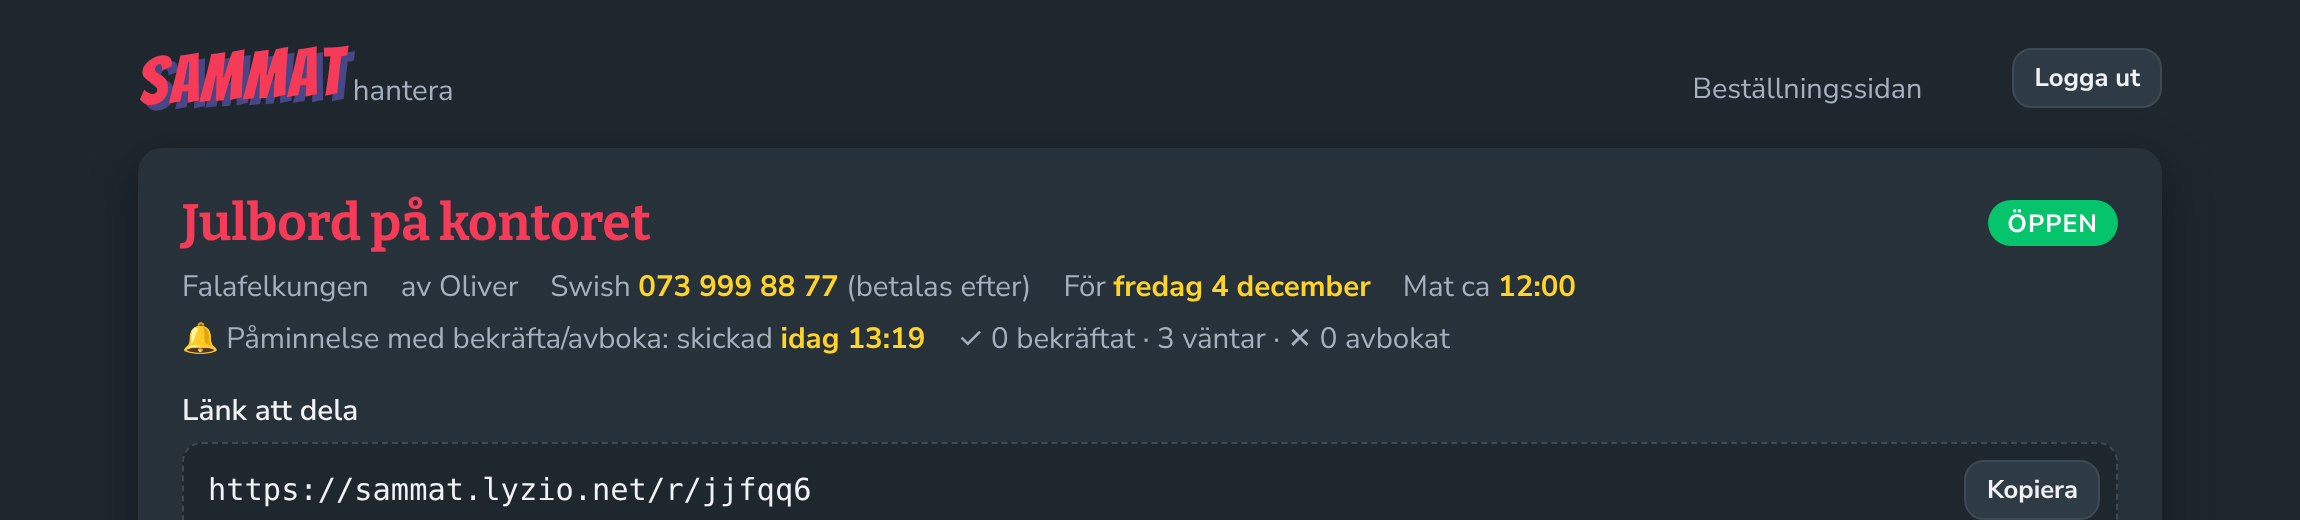 SAMMAT hantera Beställningssidan Logga ut
Julbord på kontoret ÖPPEN
Falafelkungen av Oliver Swish 073 999 88 77 (betalas efter) För fredag 4 december Mat ca 12:00
🔔 Påminnelse med bekräfta/avboka: skickad idag 13:19 ✓ 0 bekräftat · 3 väntar · ✕ 0 avbokat
Länk att dela
https://sammat.lyzio.net/r/jjfqq6 Kopiera